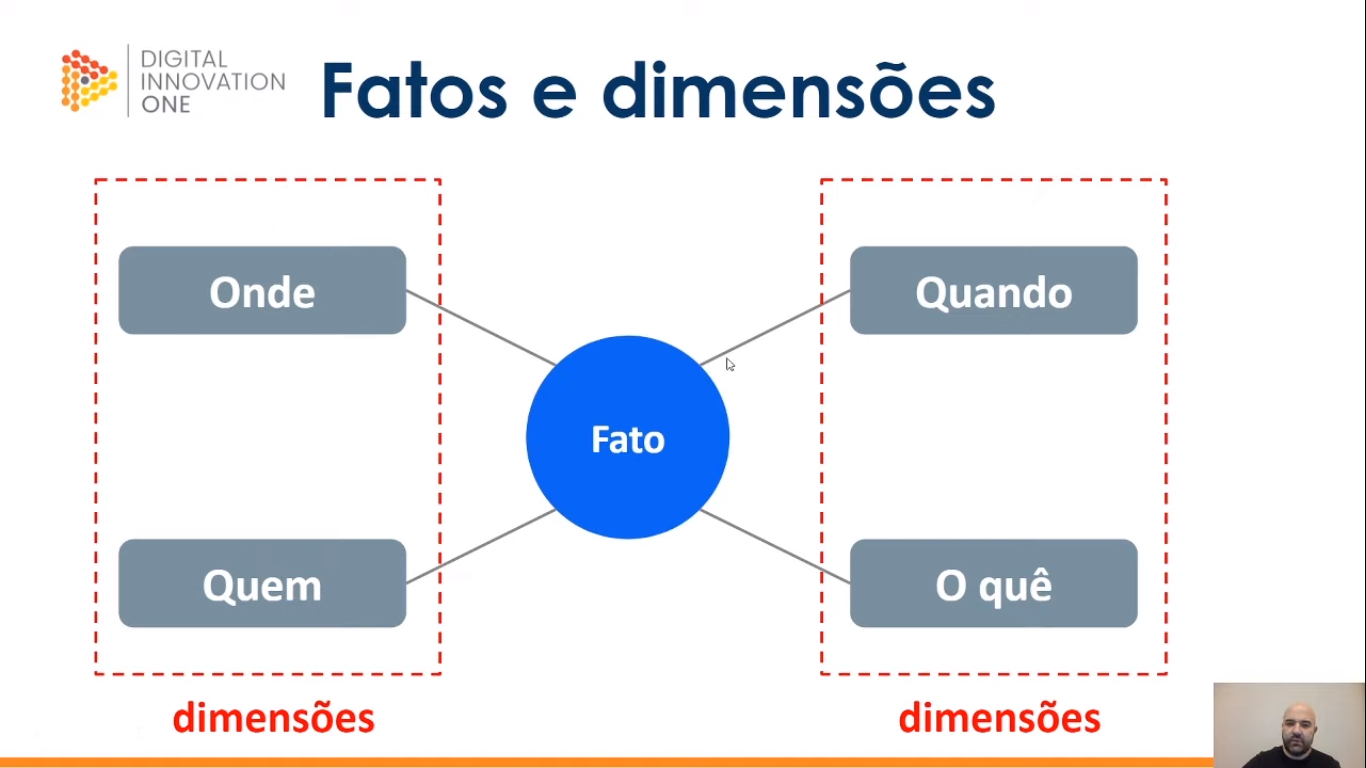 DIGITAL
INNOVATION
ONE
Fatos e dimensões
Onde
Quando
Fato
Quem
O quê
dimensões
dimensões